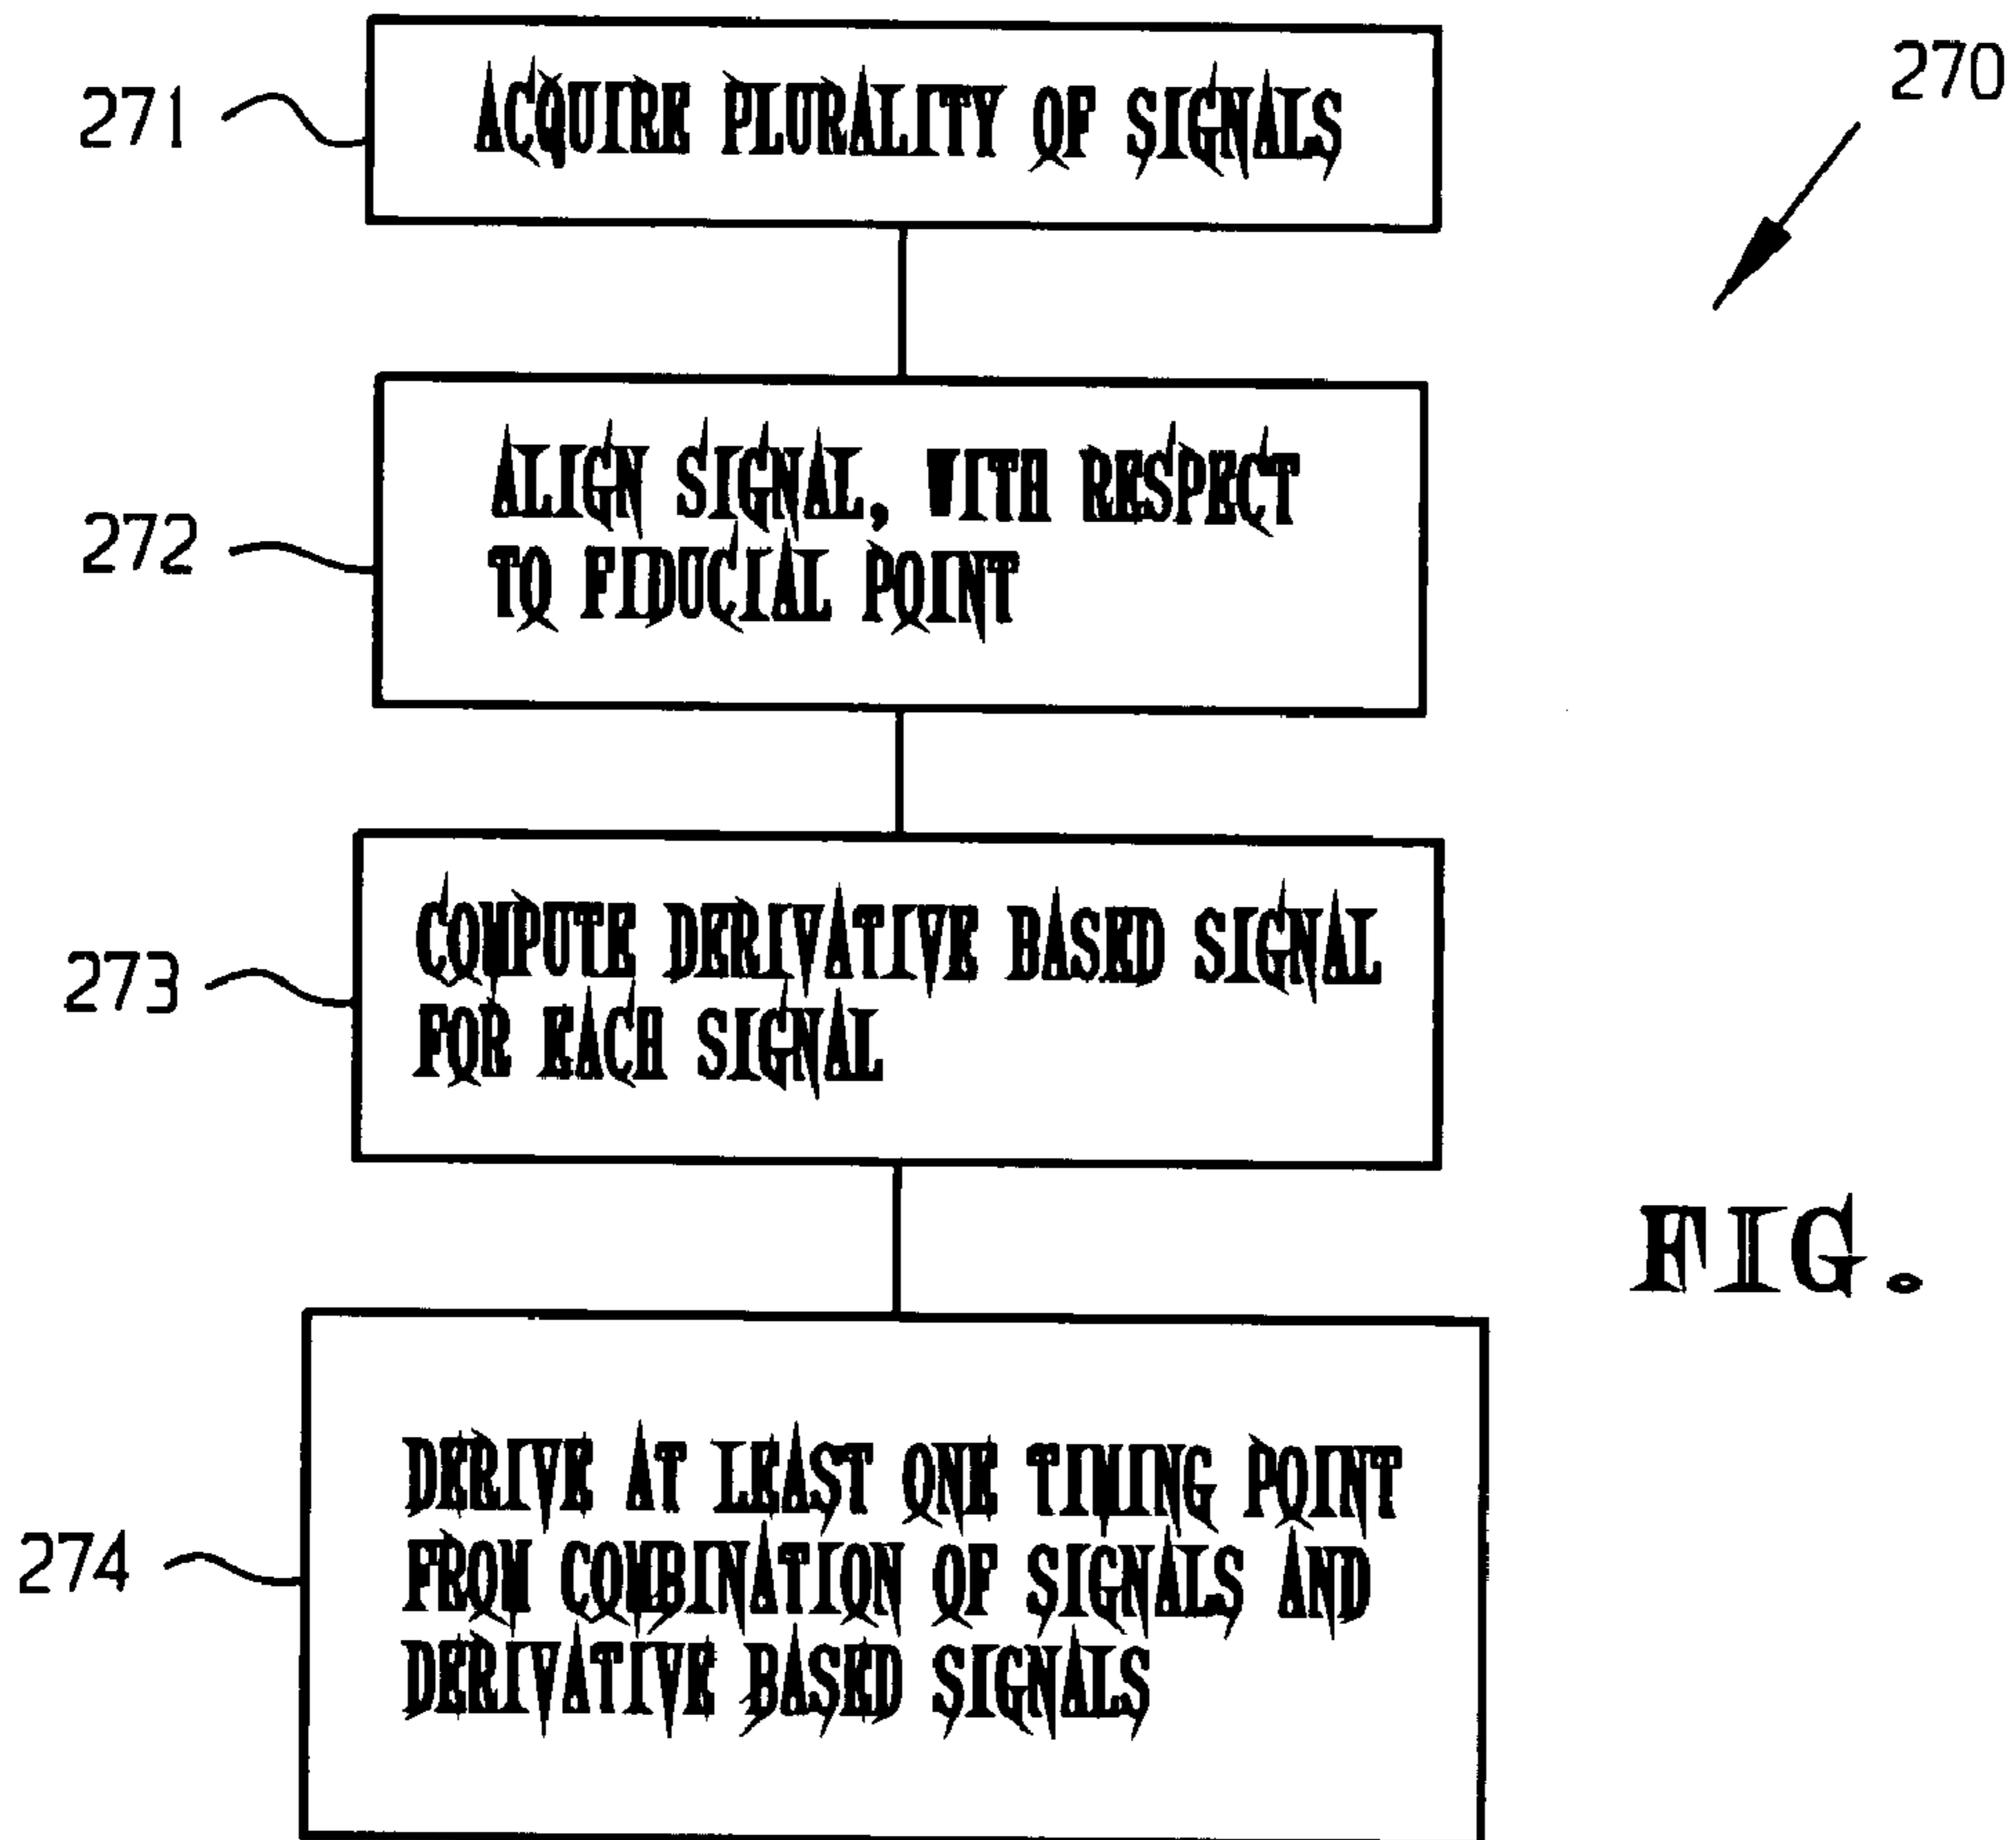 270
271
ACQUIRE PLURALITY OF SIGNALS
272
ALIGN SIGNAL, WITH RESPECT
TO FIDUCIAL POINT
273
COMPUTE DERIVATIVE BASED SIGNAL
FOR EACH SIGNAL
FIG.
274
DERIVE AT LEAST ONE TIMING POINT
FROM COMBINATION OF SIGNALS AND
DERIVATIVE BASED SIGNALS